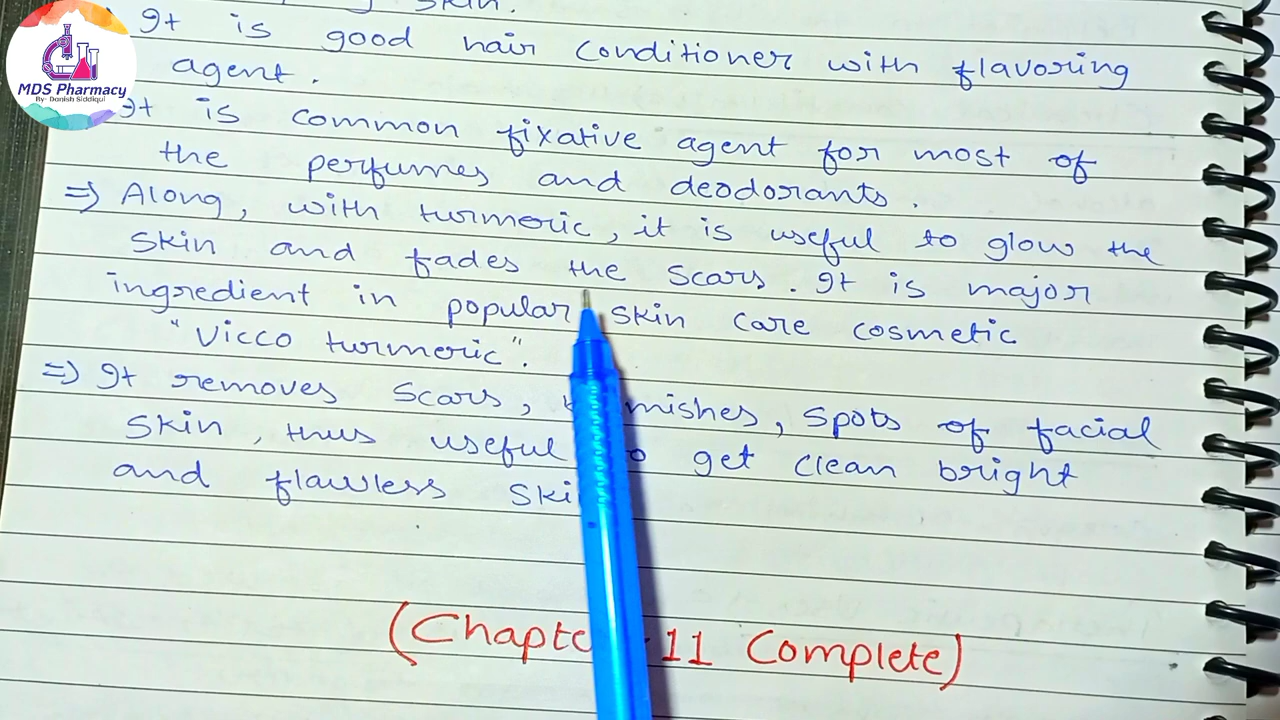 skin.
It is good hair conditioner with flavoring
agent.
It is common fixative agent for most of
the perfumes and deodorants.
=> Along, with turmeric, it is useful to glow the
skin and fades the scars. It is major
ingredient in popular skin care cosmetic
"Vicco turmeric".
=> It removes scars, mishes, spots of facial
skin, thus useful to get clean bright
and flawless ski
(Chapte 11 Complete)
MDS Pharmacy
By- Danish Siddiqui